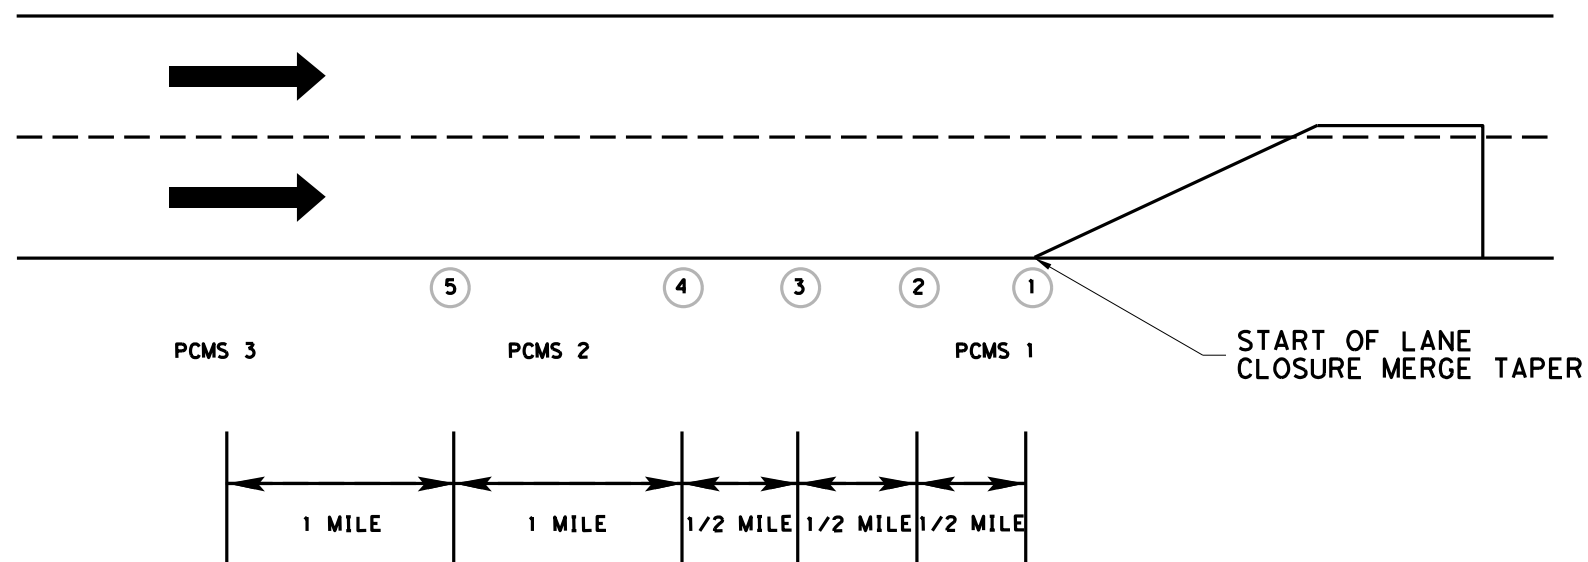 5
4
3
2
1
PCMS 3
PCMS 2
PCMS 1
START OF LANE
CLOSURE MERGE TAPER
1 MILE
1 MILE
1/2 MILE
1/2 MILE
1/2 MILE